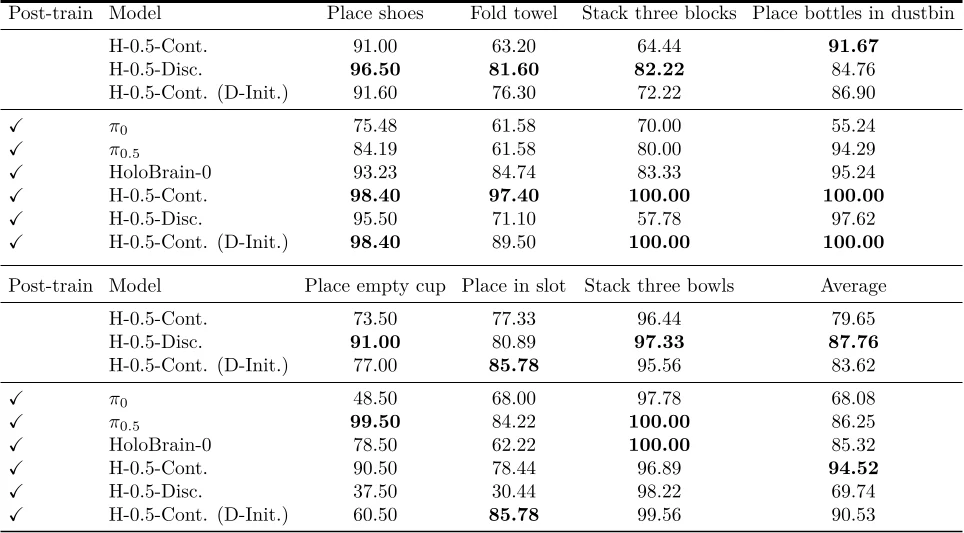 Post-train Model Place shoes Fold towel Stack three blocks Place bottles in dustbin
H-0.5-Cont. 91.00 63.20 64.44 91.67
H-0.5-Disc. 96.50 81.60 82.22 84.76
H-0.5-Cont. (D-Init.) 91.60 76.30 72.22 86.90
✓ π0 75.48 61.58 70.00 55.24
✓ π0.5 84.19 61.58 80.00 94.29
✓ HoloBrain-0 93.23 84.74 83.33 95.24
✓ H-0.5-Cont. 98.40 97.40 100.00 100.00
✓ H-0.5-Disc. 95.50 71.10 57.78 97.62
✓ H-0.5-Cont. (D-Init.) 98.40 89.50 100.00 100.00
Post-train Model Place empty cup Place in slot Stack three bowls Average
H-0.5-Cont. 73.50 77.33 96.44 79.65
H-0.5-Disc. 91.00 80.89 97.33 87.76
H-0.5-Cont. (D-Init.) 77.00 85.78 95.56 83.62
✓ π0 48.50 68.00 97.78 68.08
✓ π0.5 99.50 84.22 100.00 86.25
✓ HoloBrain-0 78.50 62.22 100.00 85.32
✓ H-0.5-Cont. 90.50 78.44 96.89 94.52
✓ H-0.5-Disc. 37.50 30.44 98.22 69.74
✓ H-0.5-Cont. (D-Init.) 60.50 85.78 99.56 90.53